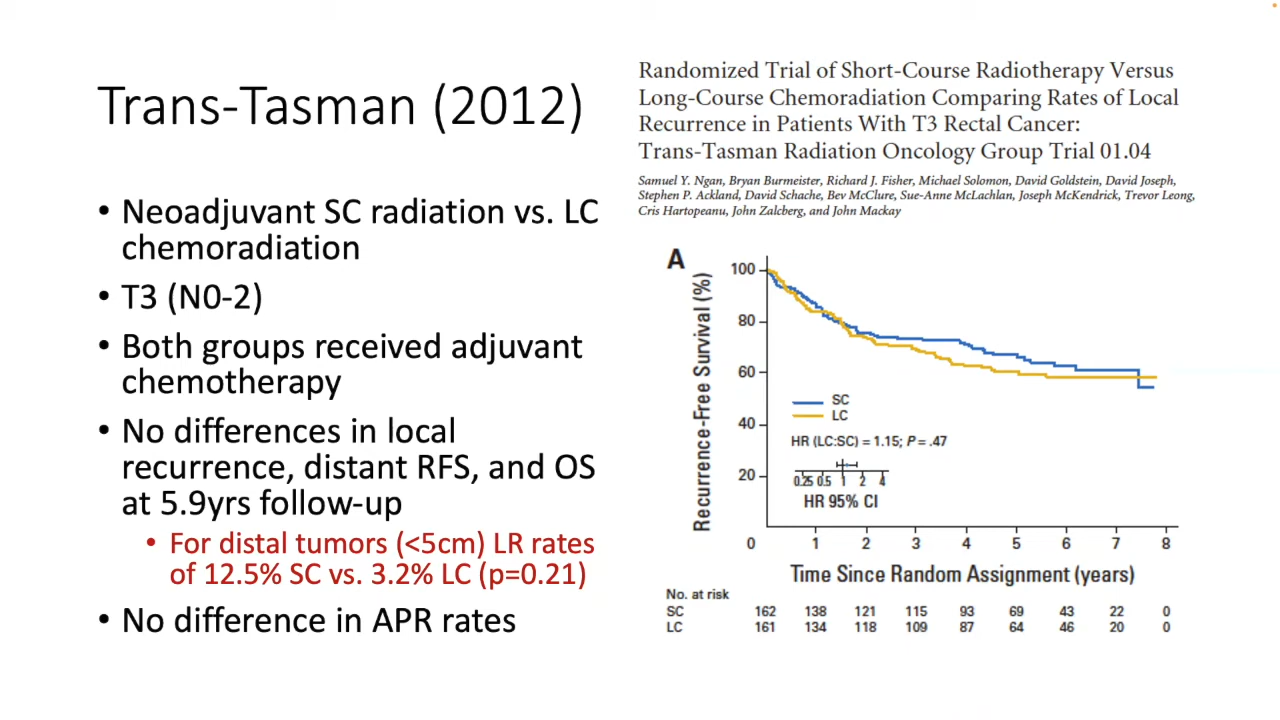 Trans-Tasman (2012)
• Neoadjuvant SC radiation vs. LC
chemoradiation
• T3 (N0-2)
• Both groups received adjuvant
chemotherapy
• No differences in local
recurrence, distant RFS, and OS
at 5.9yrs follow-up
• For distal tumors (<5cm) LR rates
of 12.5% SC vs. 3.2% LC (p=0.21)
• No difference in APR rates
Randomized Trial of Short-Course Radiotherapy Versus
Long-Course Chemoradiation Comparing Rates of Local
Recurrence in Patients With T3 Rectal Cancer:
Trans-Tasman Radiation Oncology Group Trial 01.04
Samuel Y. Ngan, Bryan Burmeister, Richard J. Fisher, Michael Solomon, David Goldstein, David Joseph,
Stephen P. Ackland, David Schache, Bev McClure, Sue-Anne McLachlan, Joseph McKendrick, Trevor Leong,
Cris Hartopeanu, John Zalcberg, and John Mackay
A
Recurrence-Free Survival (%)
100
80
60
40
20
SC
LC
HR (LC:SC) = 1.15; P = .47
0.25 0.5 1 2 4
HR 95% CI
0 1 2 3 4 5 6 7 8
Time Since Random Assignment (years)
No. at risk
SC 162 138 121 115 93 69 43 22 0
LC 161 134 118 109 87 64 46 20 0